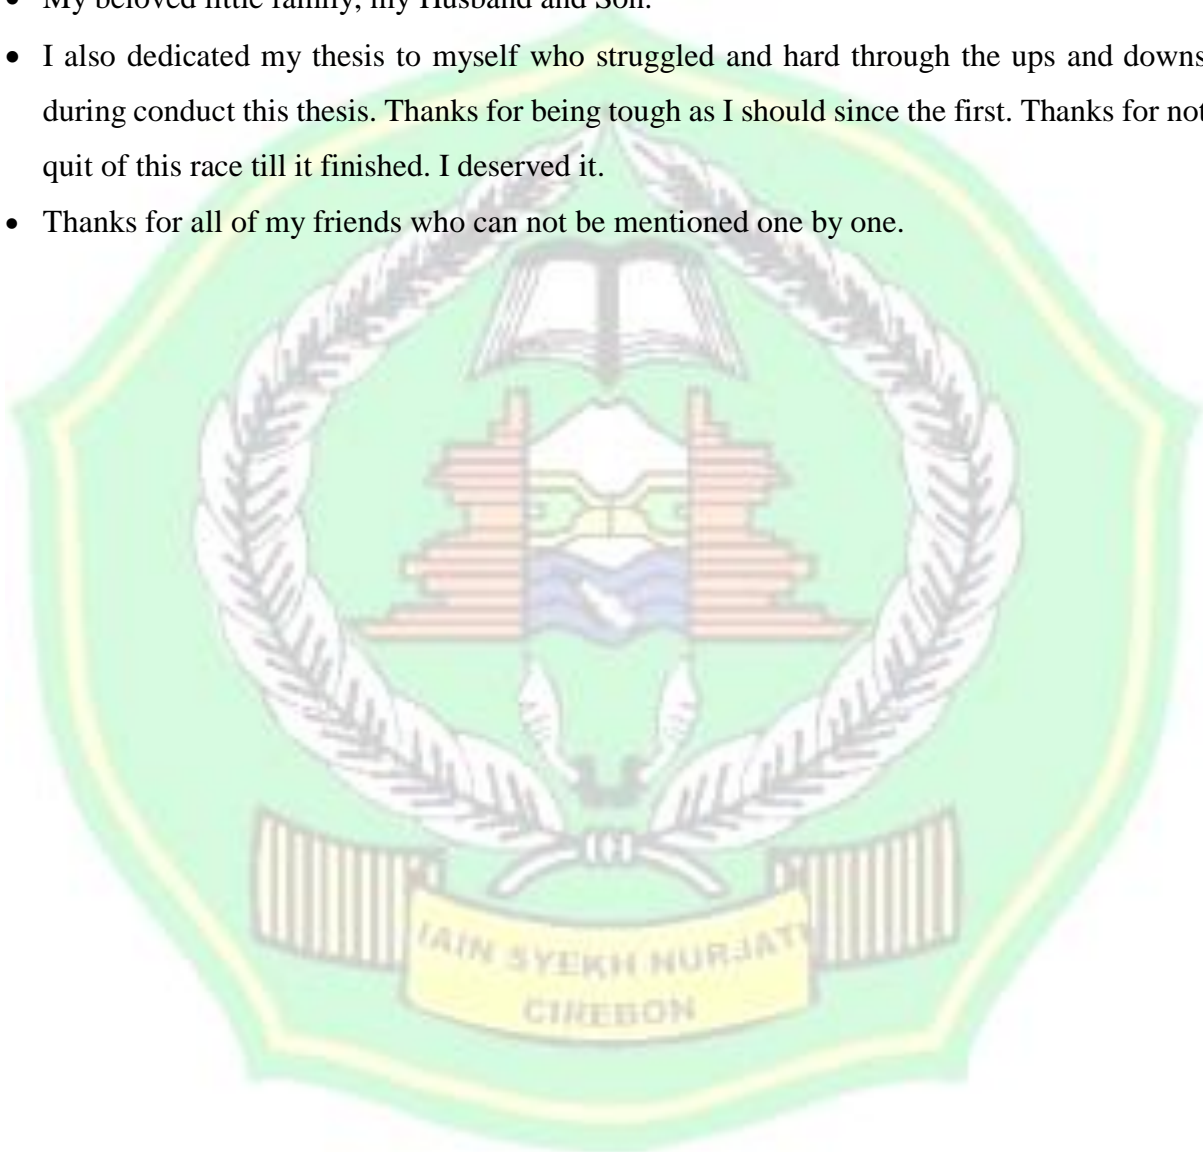 • My beloved little family, my Husband and Son.
• I also dedicated my thesis to myself who struggled and hard through the ups and downs
during conduct this thesis. Thanks for being tough as I should since the first. Thanks for not
quit of this race till it finished. I deserved it.
• Thanks for all of my friends who can not be mentioned one by one.
IAIN SYEKH NURJATI
CIREBON